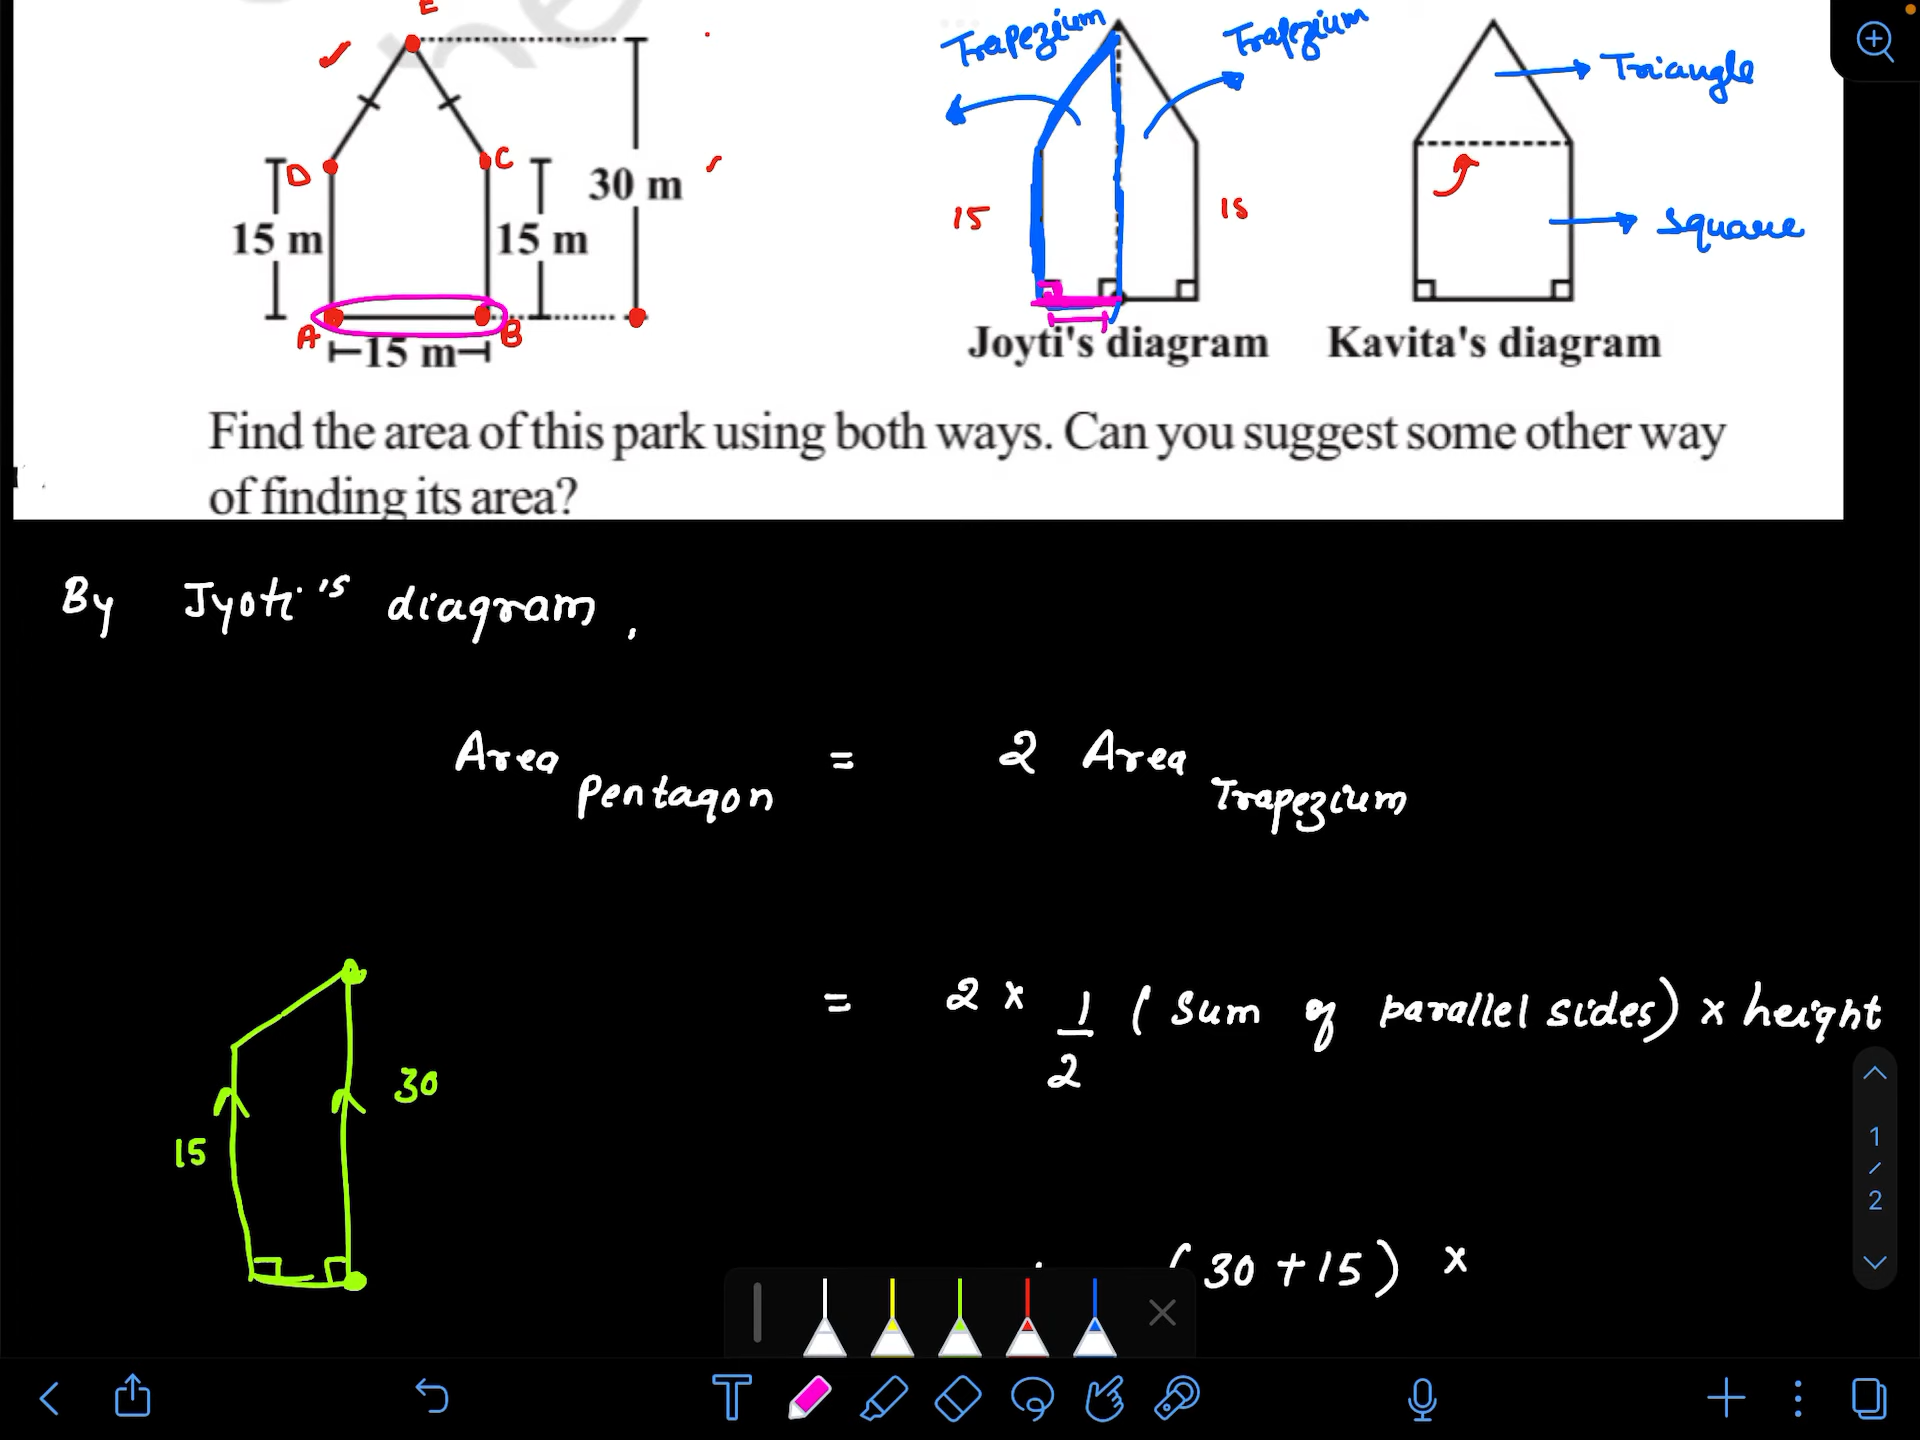 E
Trapezium Trapezium
Triangle
D C
30 m
15 m 15 m
15 15
Square
A B
15 m
Joyti's diagram Kavita's diagram
Find the area of this park using both ways. Can you suggest some other way
of finding its area?
By Jyoti's diagram,
Area Pentagon = 2 Area Trapezium
= 2 x 1/2 (Sum of parallel sides) x height
30
15
(30 + 15) x
1
/
2
T